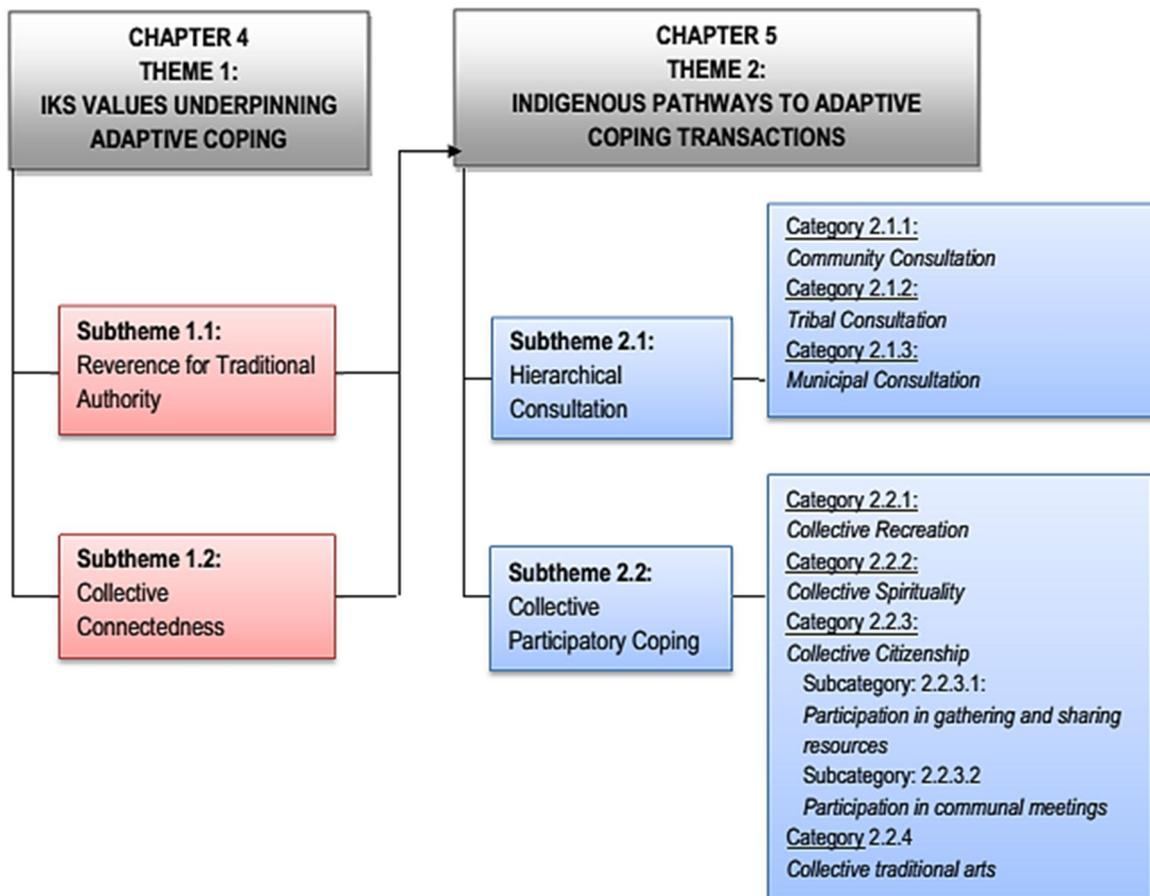 CHAPTER 4
THEME 1:
IKS VALUES UNDERPINNING
ADAPTIVE COPING
Subtheme 1.1:
Reverence for Traditional
Authority
Subtheme 1.2:
Collective
Connectedness
CHAPTER 5
THEME 2:
INDIGENOUS PATHWAYS TO ADAPTIVE
COPING TRANSACTIONS
Subtheme 2.1:
Hierarchical
Consultation
Category 2.1.1:
Community Consultation
Category 2.1.2:
Tribal Consultation
Category 2.1.3:
Municipal Consultation
Subtheme 2.2:
Collective
Participatory Coping
Category 2.2.1:
Collective Recreation
Category 2.2.2:
Collective Spirituality
Category 2.2.3:
Collective Citizenship
Subcategory: 2.2.3.1:
Participation in gathering and sharing
resources
Subcategory: 2.2.3.2
Participation in communal meetings
Category 2.2.4
Collective traditional arts